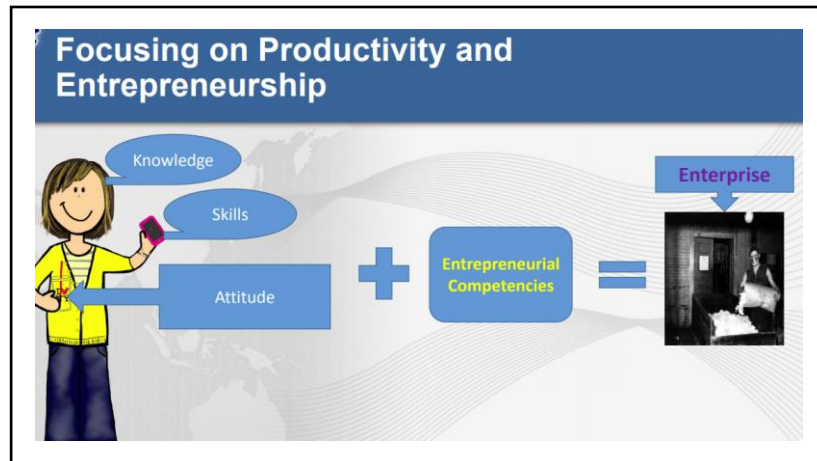 Focusing on Productivity and
Entrepreneurship
Knowledge
Skills
Attitude
Entrepreneurial
Competencies
Enterprise